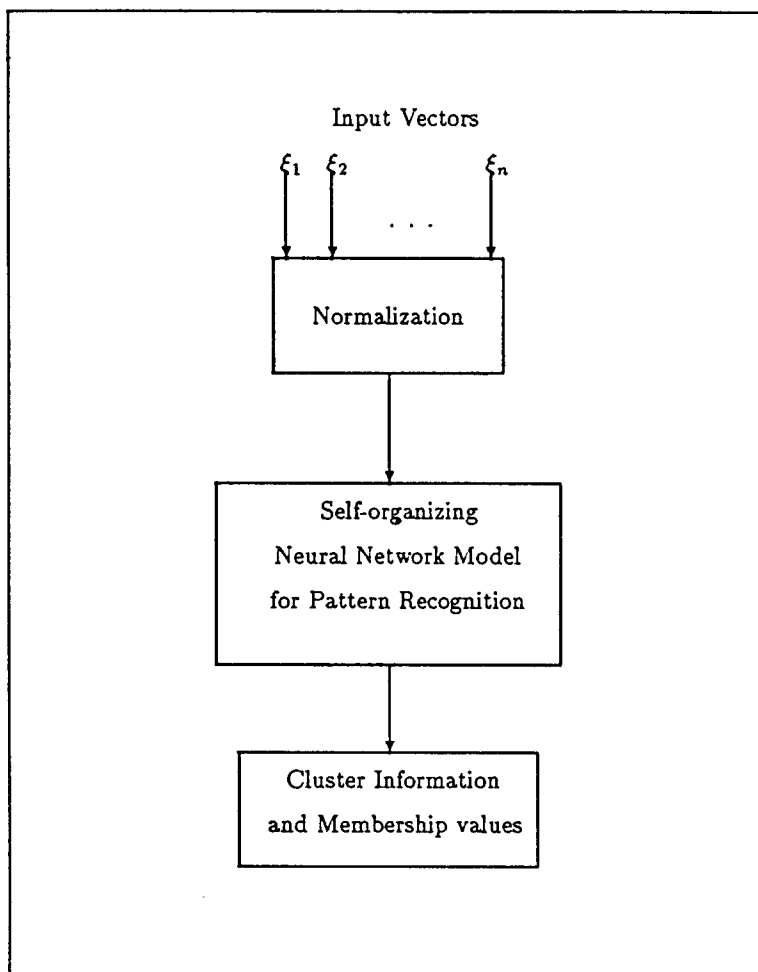 Input Vectors
ξ₁ ξ₂ ξₙ
. . .
Normalization
Self-organizing
Neural Network Model
for Pattern Recognition
Cluster Information
and Membership values